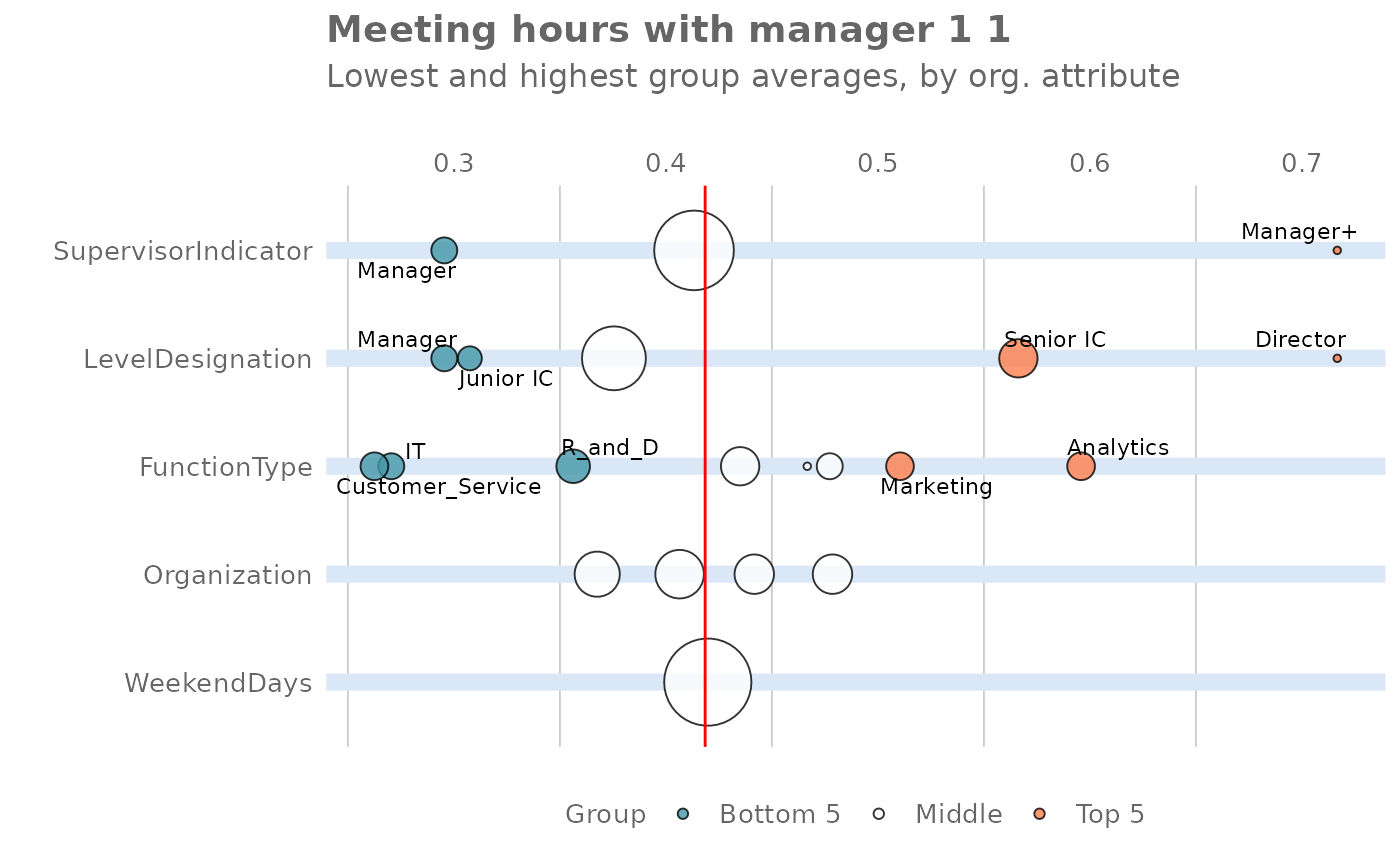 Meeting hours with manager 1 1
Lowest and highest group averages, by org. attribute
0.3 0.4 0.5 0.6 0.7
SupervisorIndicator
Manager+
Manager
LevelDesignation
Manager
Senior IC
Director
Junior IC
FunctionType
IT
R_and_D
Analytics
Customer_Service
Marketing
Organization
WeekendDays
Group Bottom 5 Middle Top 5